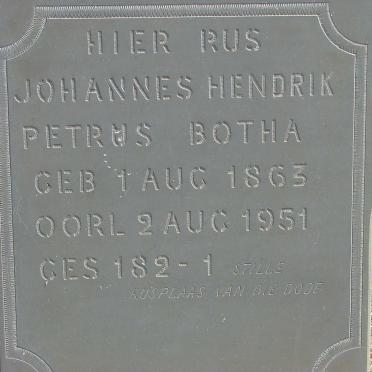 HIER RUS
JOHANNES HENDRIK
PETRUS BOTHA
GEB 1 AUG 1863
OORL 2 AUG 1951
GES 182-1 STILLE
RUSPLAAS VAN DIE DODE